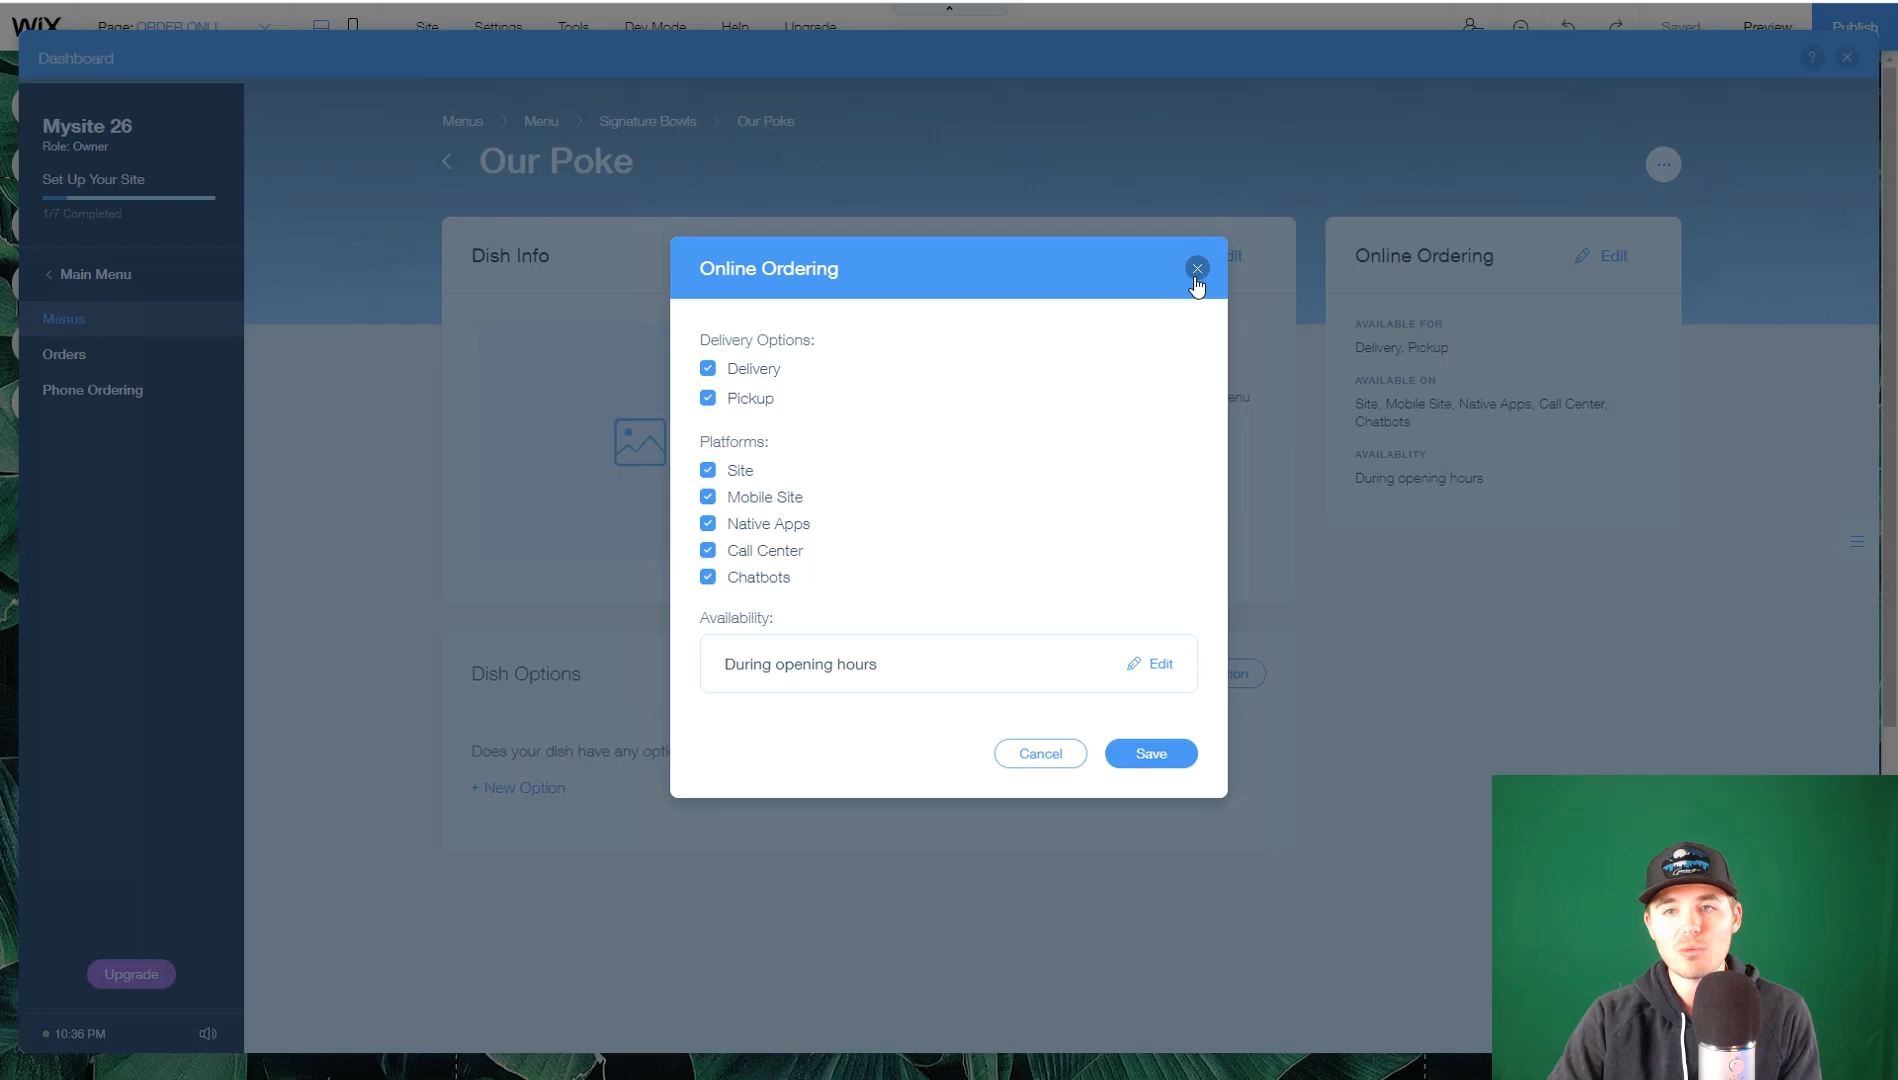 WIX
Page: ORDER ONLI
Site
Settings
Tools
Dev Mode
Help
Upgrade
Saved
Preview
Publish
Dashboard
?
Mysite 26
Role: Owner
Set Up Your Site
1/7 Completed
Main Menu
Menus
Orders
Phone Ordering
Upgrade
10:36 PM
Menus > Menu > Signature Bowls > Our Poke
Our Poke
Dish Info
dit
enu
Dish Options
ion
Does your dish have any opti
+ New Option
Online Ordering
Delivery Options:
Delivery
Pickup
Platforms:
Site
Mobile Site
Native Apps
Call Center
Chatbots
Availability:
During opening hours
Edit
Cancel
Save
Online Ordering
Edit
AVAILABLE FOR
Delivery, Pickup
AVAILABLE ON
Site, Mobile Site, Native Apps, Call Center,
Chatbots
AVAILABLITY
During opening hours